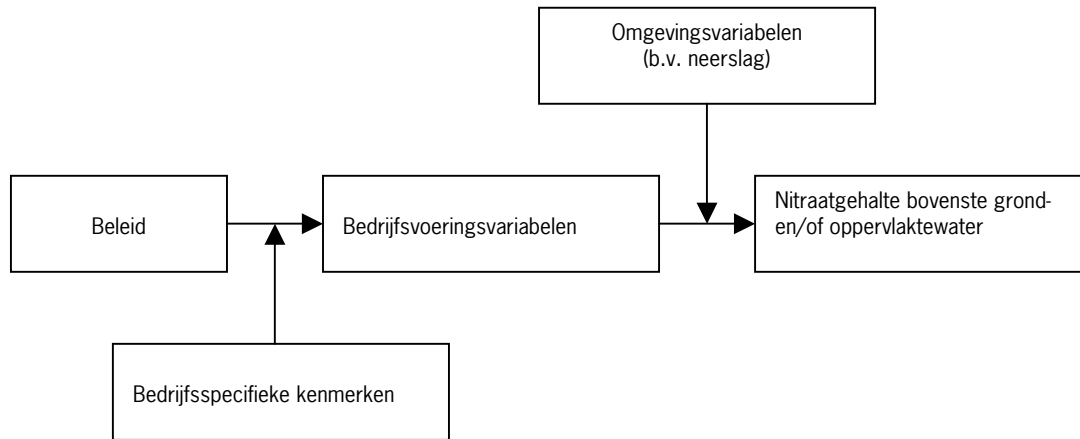 Omgevingsvariabelen
(b.v. neerslag)
Beleid
Bedrijfsvoeringsvariabelen
Nitraatgehalte bovenste grond-
en/of oppervlaktewater
Bedrijfsspecifieke kenmerken